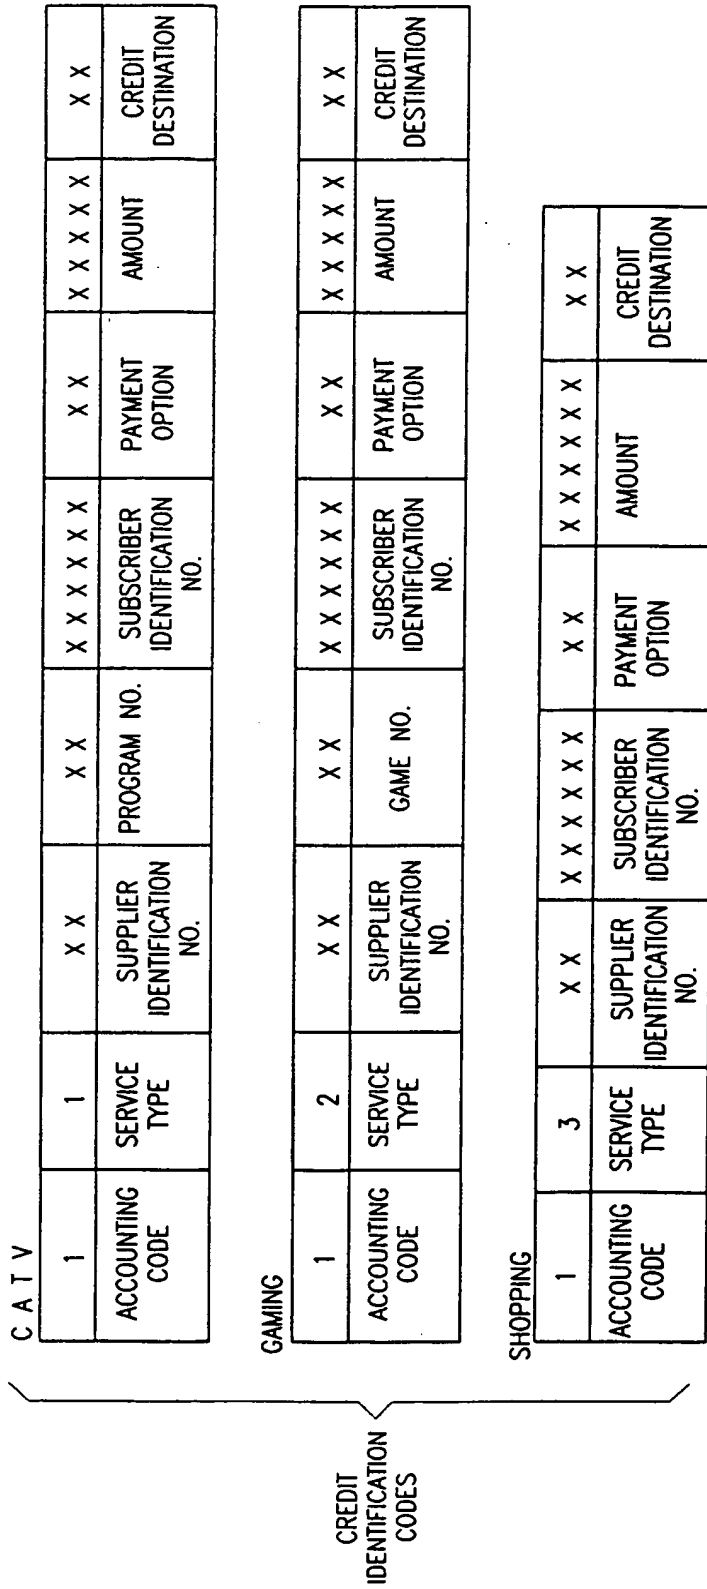 C A T V
1
1
X X
X X
X X X X X X X
X X
X X X X X X
X X
ACCOUNTING
CODE
SERVICE
TYPE
SUPPLIER
IDENTIFICATION
NO.
PROGRAM NO.
SUBSCRIBER
IDENTIFICATION
NO.
PAYMENT
OPTION
AMOUNT
CREDIT
DESTINATION
GAMING
1
2
X X
X X
X X X X X X X
X X
X X X X X X
X X
ACCOUNTING
CODE
SERVICE
TYPE
SUPPLIER
IDENTIFICATION
NO.
GAME NO.
SUBSCRIBER
IDENTIFICATION
NO.
PAYMENT
OPTION
AMOUNT
CREDIT
DESTINATION
CREDIT
IDENTIFICATION
CODES
SHOPPING
1
3
X X
X X X X X X X
X X
X X X X X X X
X X
ACCOUNTING
CODE
SERVICE
TYPE
SUPPLIER
IDENTIFICATION
NO.
SUBSCRIBER
IDENTIFICATION
NO.
PAYMENT
OPTION
AMOUNT
CREDIT
DESTINATION